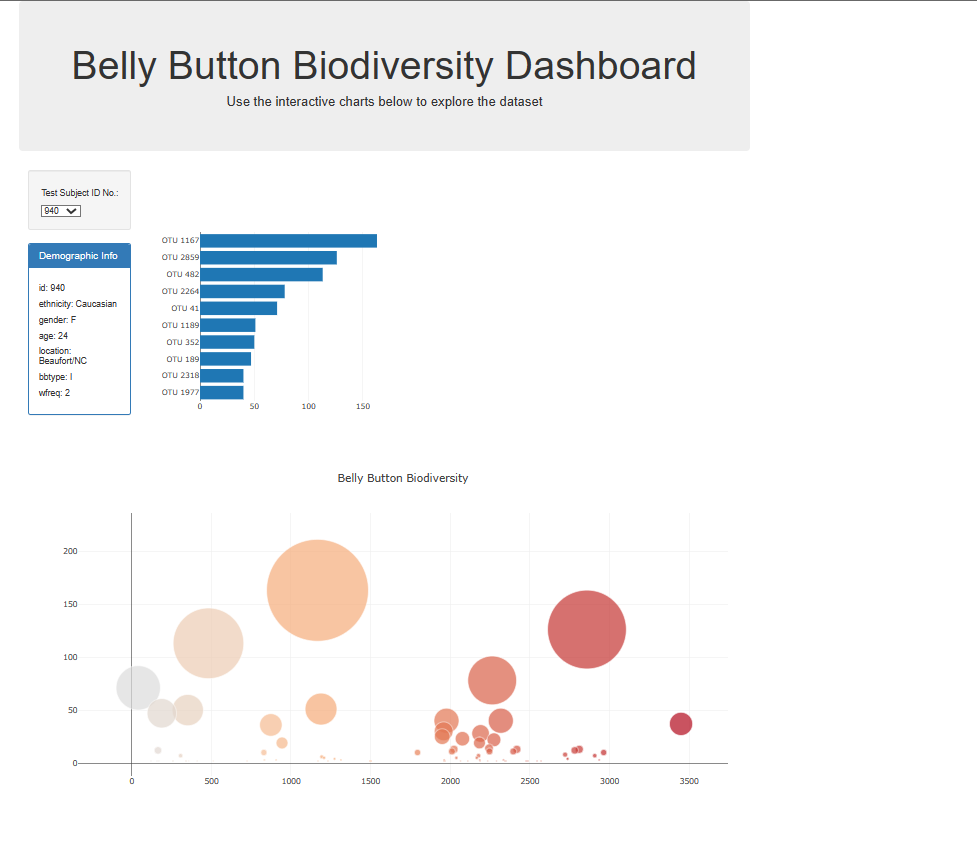 Belly Button Biodiversity Dashboard
Use the interactive charts below to explore the dataset
Test Subject ID No.:
940
Demographic Info
id: 940
ethnicity: Caucasian
gender: F
age: 24
location:
Beaufort/NC
bbtype: I
wfreq: 2
OTU 1167
OTU 2859
OTU 482
OTU 2264
OTU 41
OTU 1189
OTU 352
OTU 189
OTU 2318
OTU 1977
0 50 100 150
Belly Button Biodiversity
200
150
100
50
0
0 500 1000 1500 2000 2500 3000 3500